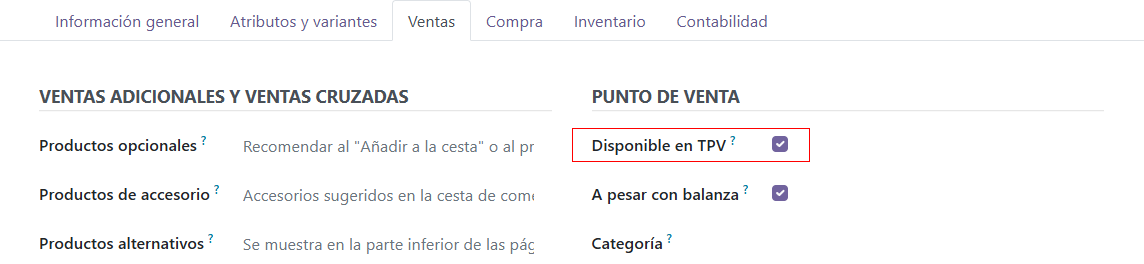 Información general Atributos y variantes Ventas Compra Inventario Contabilidad
VENTAS ADICIONALES Y VENTAS CRUZADAS
Productos opcionales ? Recomendar al "Añadir a la cesta" o al pr
Productos de accesorio ? Accesorios sugeridos en la cesta de come
Productos alternativos ? Se muestra en la parte inferior de las pág
PUNTO DE VENTA
Disponible en TPV ?
A pesar con balanza ?
Categoría ?